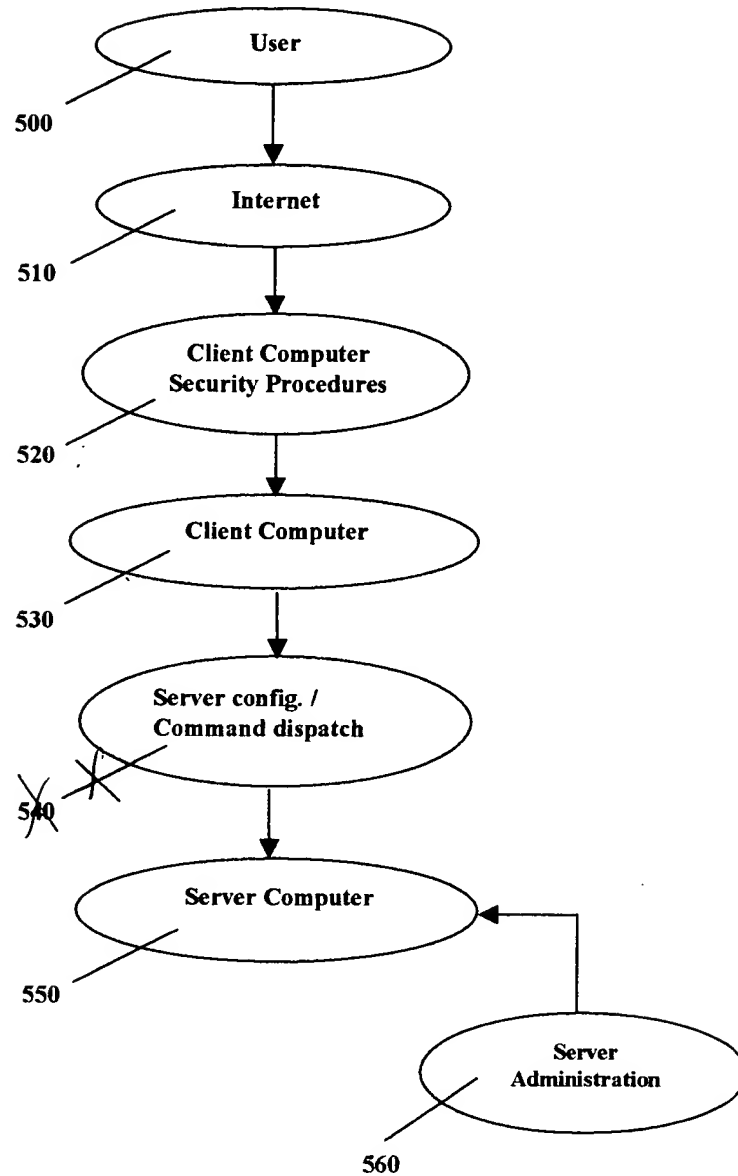 User
500
Internet
510
Client Computer
Security Procedures
520
Client Computer
530
Server config. /
Command dispatch
540
Server Computer
550
Server
Administration
560